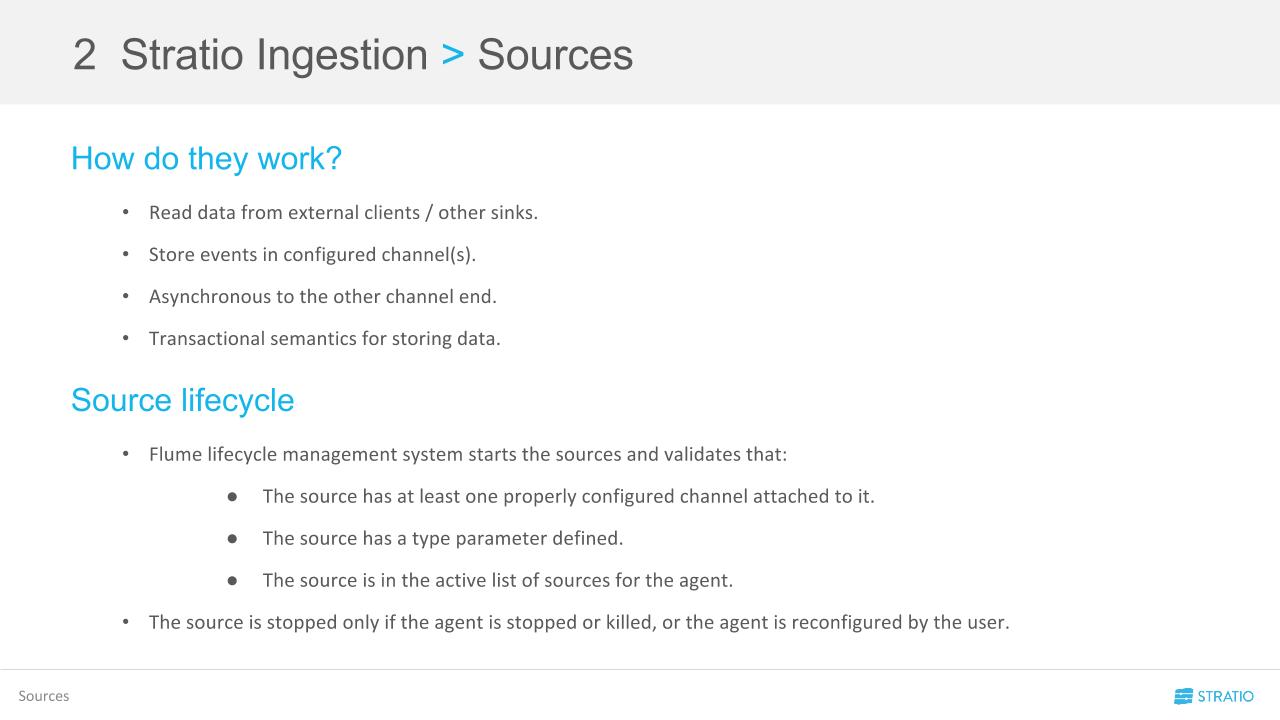 2 Stratio Ingestion > Sources
How do they work?
• Read data from external clients / other sinks.
• Store events in configured channel(s).
• Asynchronous to the other channel end.
• Transactional semantics for storing data.
Source lifecycle
• Flume lifecycle management system starts the sources and validates that:
● The source has at least one properly configured channel attached to it.
● The source has a type parameter defined.
● The source is in the active list of sources for the agent.
• The source is stopped only if the agent is stopped or killed, or the agent is reconfigured by the user.
Sources
STRATIO